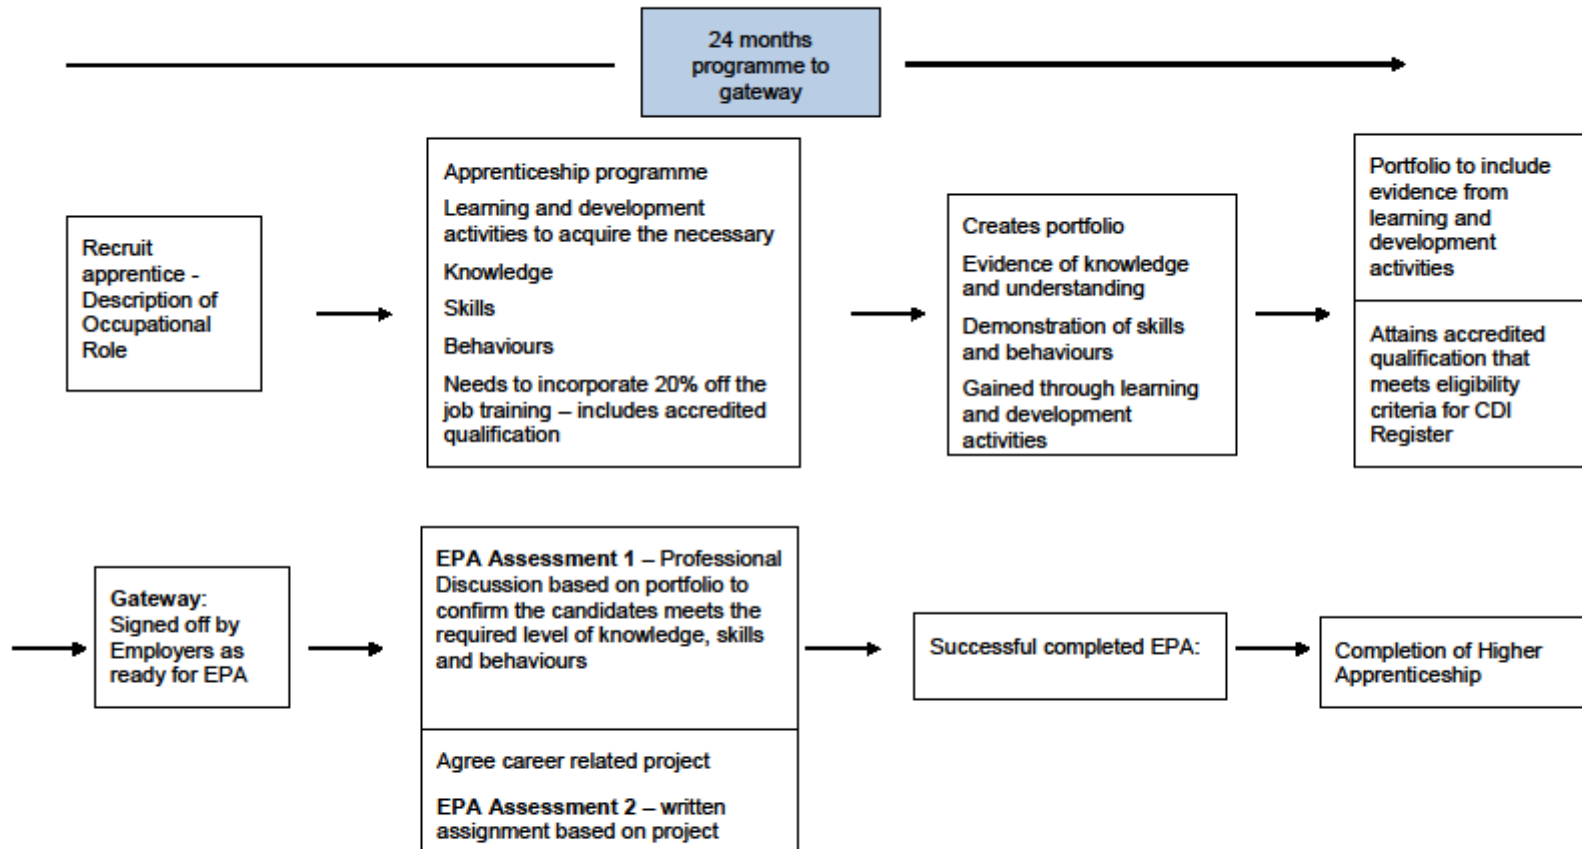 24 months
programme to
gateway
Recruit
apprentice -
Description of
Occupational
Role
Apprenticeship programme
Learning and development
activities to acquire the necessary
Knowledge
Skills
Behaviours
Needs to incorporate 20% off the
job training – includes accredited
qualification
Creates portfolio
Evidence of knowledge
and understanding
Demonstration of skills
and behaviours
Gained through learning
and development
activities
Portfolio to include
evidence from
learning and
development
activities
Attains accredited
qualification that
meets eligibility
criteria for CDI
Register
Gateway:
Signed off by
Employers as
ready for EPA
EPA Assessment 1 – Professional
Discussion based on portfolio to
confirm the candidates meets the
required level of knowledge, skills
and behaviours
Agree career related project
EPA Assessment 2 – written
assignment based on project
Successful completed EPA:
Completion of Higher
Apprenticeship